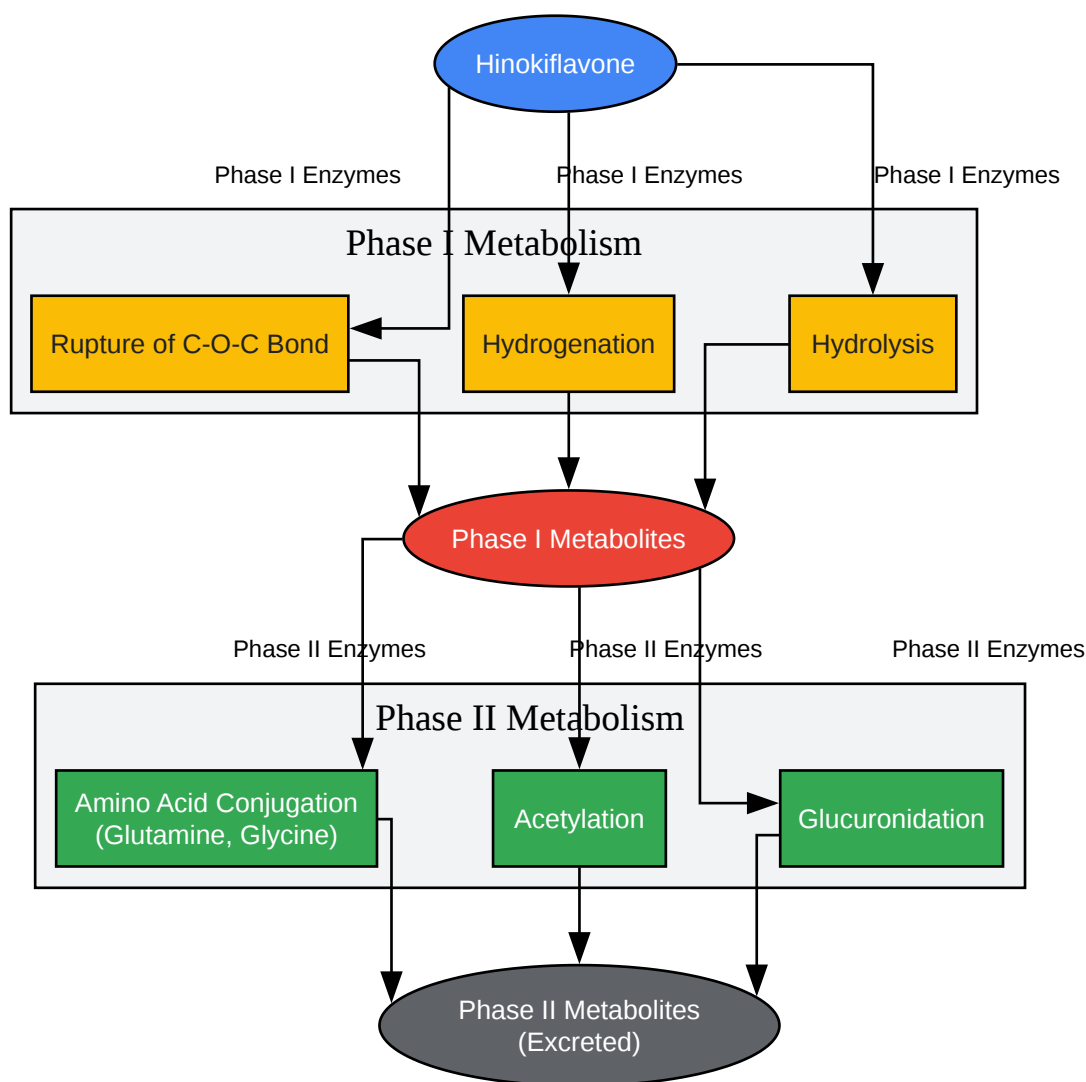 Hinokiflavone
Phase I Enzymes
Phase I Enzymes
Phase I Enzymes
Phase I Metabolism
Rupture of C-O-C Bond
Hydrogenation
Hydrolysis
Phase I Metabolites
Phase II Enzymes
Phase II Enzymes
Phase II Enzymes
Phase II Metabolism
Amino Acid Conjugation
(Glutamine, Glycine)
Acetylation
Glucuronidation
Phase II Metabolites
(Excreted)